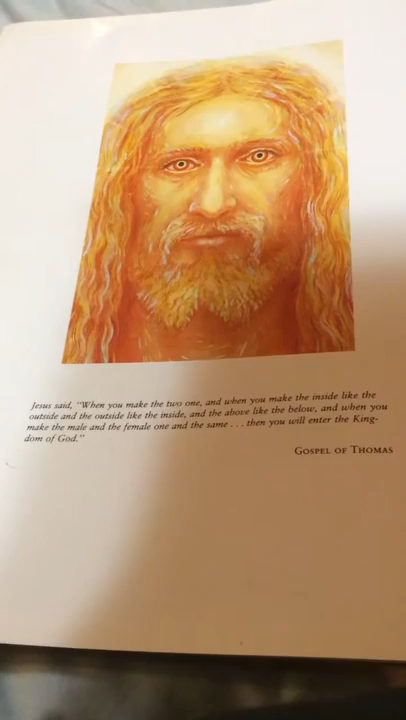 Jesus said, "When you make the two one, and when you make the inside like the
outside and the outside like the inside, and the above like the below, and when you
make the male and the female one and the same . . . then you will enter the King-
dom of God."
GOSPEL OF THOMAS